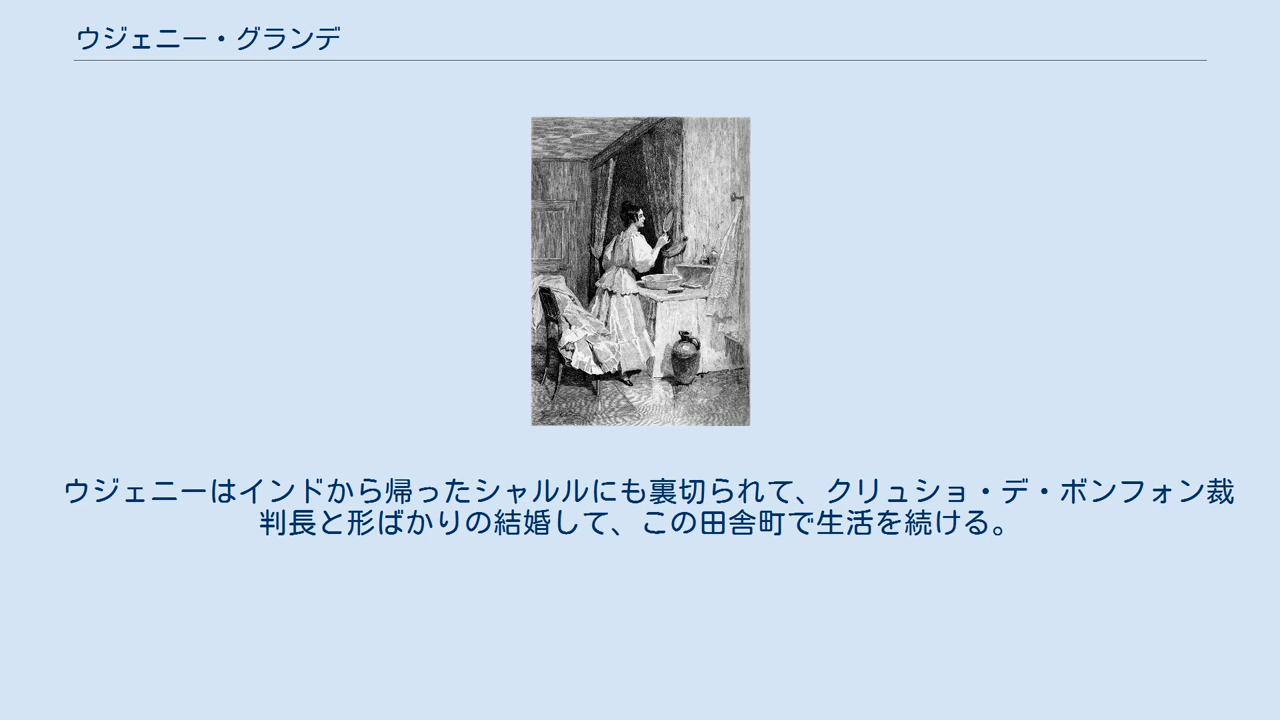 ウジェニー・グランデ
ウジェニーはインドから帰ったシャルルにも裏切られて、クリュショ・デ・ボンフォン裁
判長と形ばかりの結婚して、この田舎町で生活を続ける。